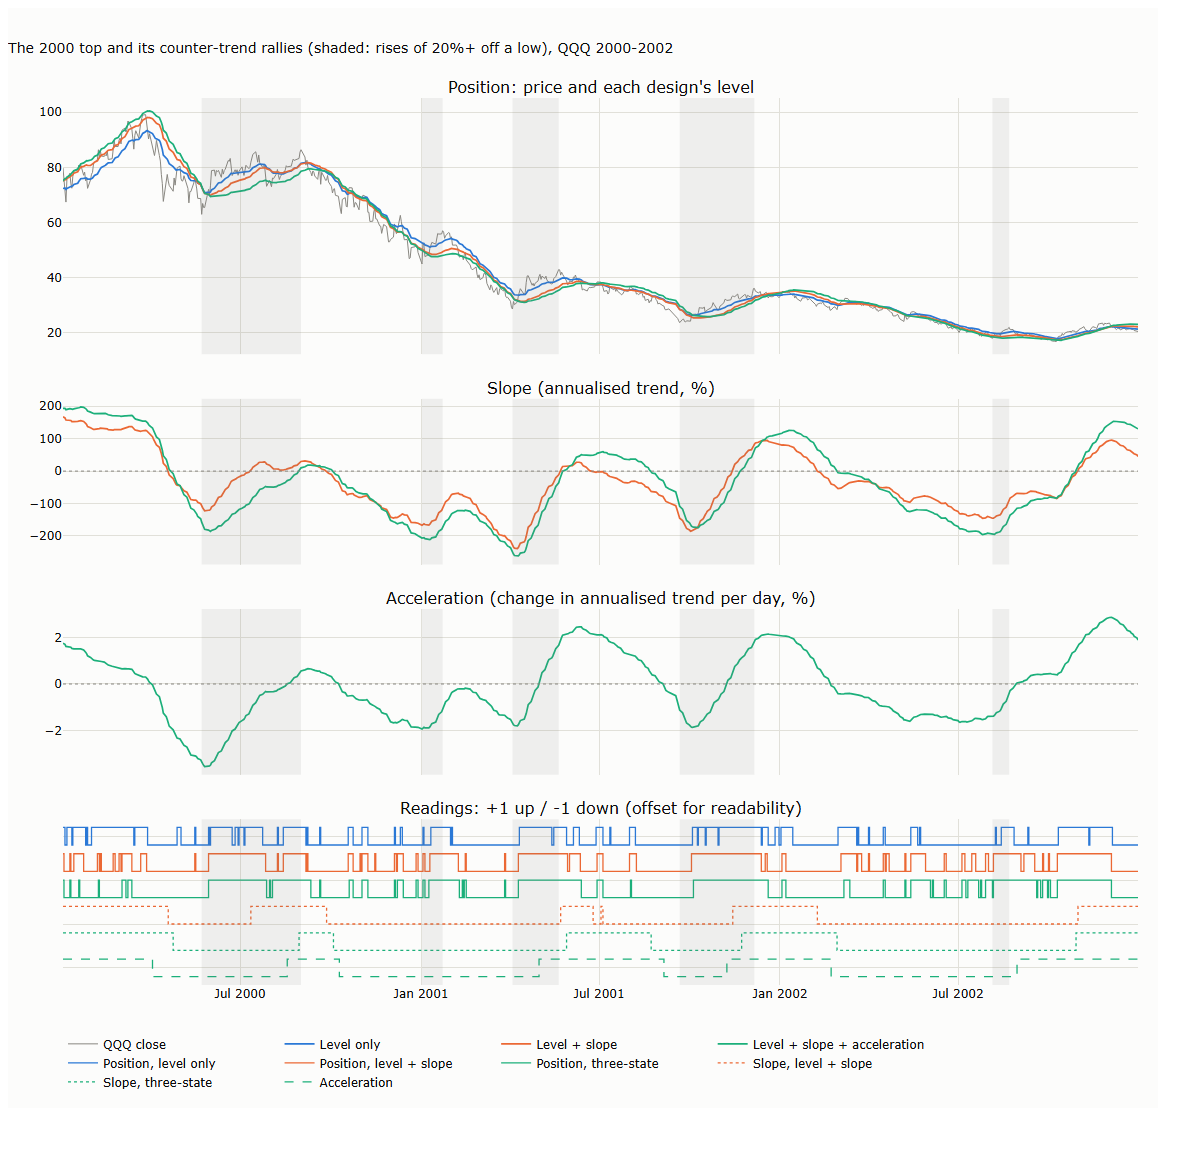 The 2000 top and its counter-trend rallies (shaded: rises of 20%+ off a low), QQQ 2000-2002
Position: price and each design's level
100
80
60
40
20
Slope (annualised trend, %)
200
100
0
−100
−200
Acceleration (change in annualised trend per day, %)
2
0
−2
Readings: +1 up / -1 down (offset for readability)
Jul 2000 Jan 2001 Jul 2001 Jan 2002 Jul 2002
QQQ close Level only Level + slope Level + slope + acceleration
Position, level only Position, level + slope Position, three-state Slope, level + slope
Slope, three-state Acceleration